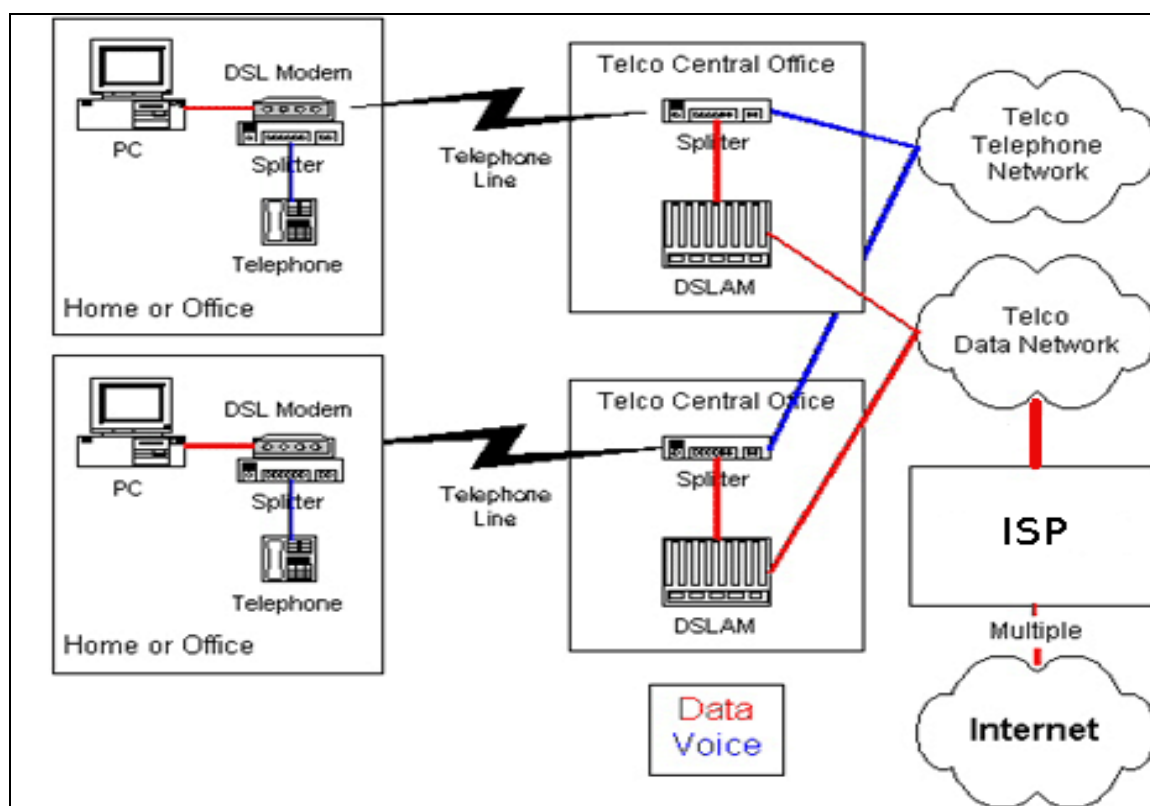 DSL Modem
PC
Splitter
Telephone
Home or Office
Telephone
Line
Telco Central Office
Splitter
DSLAM
Telco
Telephone
Network
Telco
Data Network
DSL Modem
PC
Splitter
Telephone
Home or Office
Telephone
Line
Telco Central Office
Splitter
DSLAM
ISP
Multiple
Internet
Data
Voice